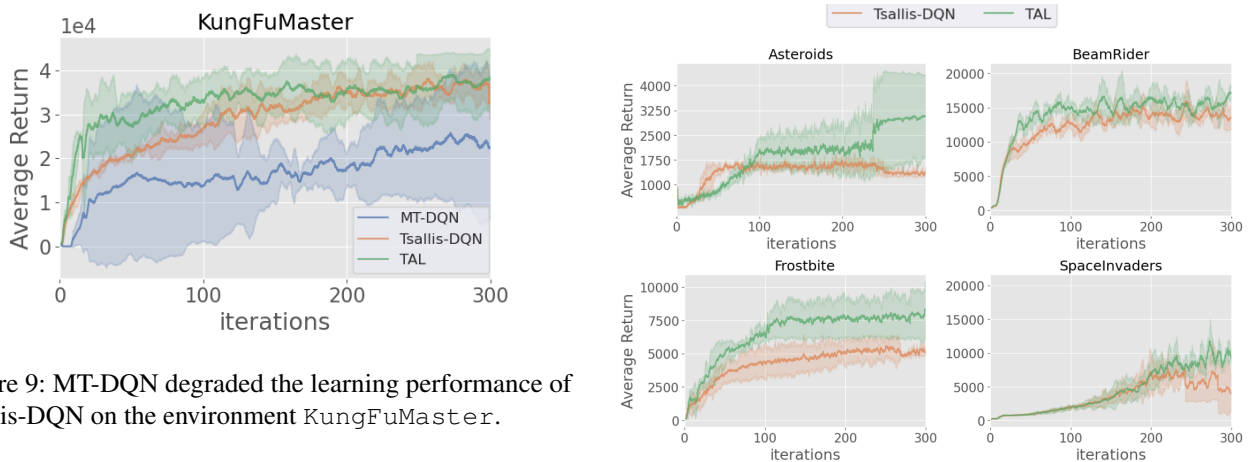 KungFuMaster
1e4
4
3
2
1
0
Average Return
MT-DQN
Tsallis-DQN
TAL
0 100 200 300
iterations
re 9: MT-DQN degraded the learning performance of
is-DQN on the environment KungFuMaster.
Tsallis-DQN TAL
Asteroids
4000
3250
2500
1750
1000
Average Return
0 100 200 300
iterations
BeamRider
20000
15000
10000
5000
0
0 100 200 300
iterations
Frostbite
10000
7500
5000
2500
0
Average Return
0 100 200 300
iterations
SpaceInvaders
20000
15000
10000
5000
0
0 100 200 300
iterations